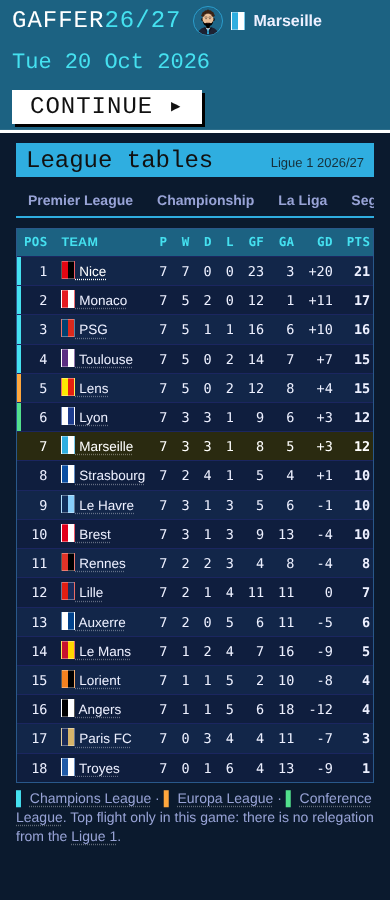 GAFFER26/27 Marseille
Tue 20 Oct 2026
CONTINUE ►
League tables Ligue 1 2026/27
Premier League Championship La Liga
POS TEAM P W D L GF GA GD PTS
1 Nice 7 7 0 0 23 3 +20 21
2 Monaco 7 5 2 0 12 1 +11 17
3 PSG 7 5 1 1 16 6 +10 16
4 Toulouse 7 5 0 2 14 7 +7 15
5 Lens 7 5 0 2 12 8 +4 15
6 Lyon 7 3 3 1 9 6 +3 12
7 Marseille 7 3 3 1 8 5 +3 12
8 Strasbourg 7 2 4 1 5 4 +1 10
9 Le Havre 7 3 1 3 5 6 -1 10
10 Brest 7 3 1 3 9 13 -4 10
11 Rennes 7 2 2 3 4 8 -4 8
12 Lille 7 2 1 4 11 11 0 7
13 Auxerre 7 2 0 5 6 11 -5 6
14 Le Mans 7 1 2 4 7 16 -9 5
15 Lorient 7 1 1 5 2 10 -8 4
16 Angers 7 1 1 5 6 18 -12 4
17 Paris FC 7 0 3 4 4 11 -7 3
18 Troyes 7 0 1 6 4 13 -9 1
Champions League · Europa League · Conference
League. Top flight only in this game: there is no relegation
from the Ligue 1.